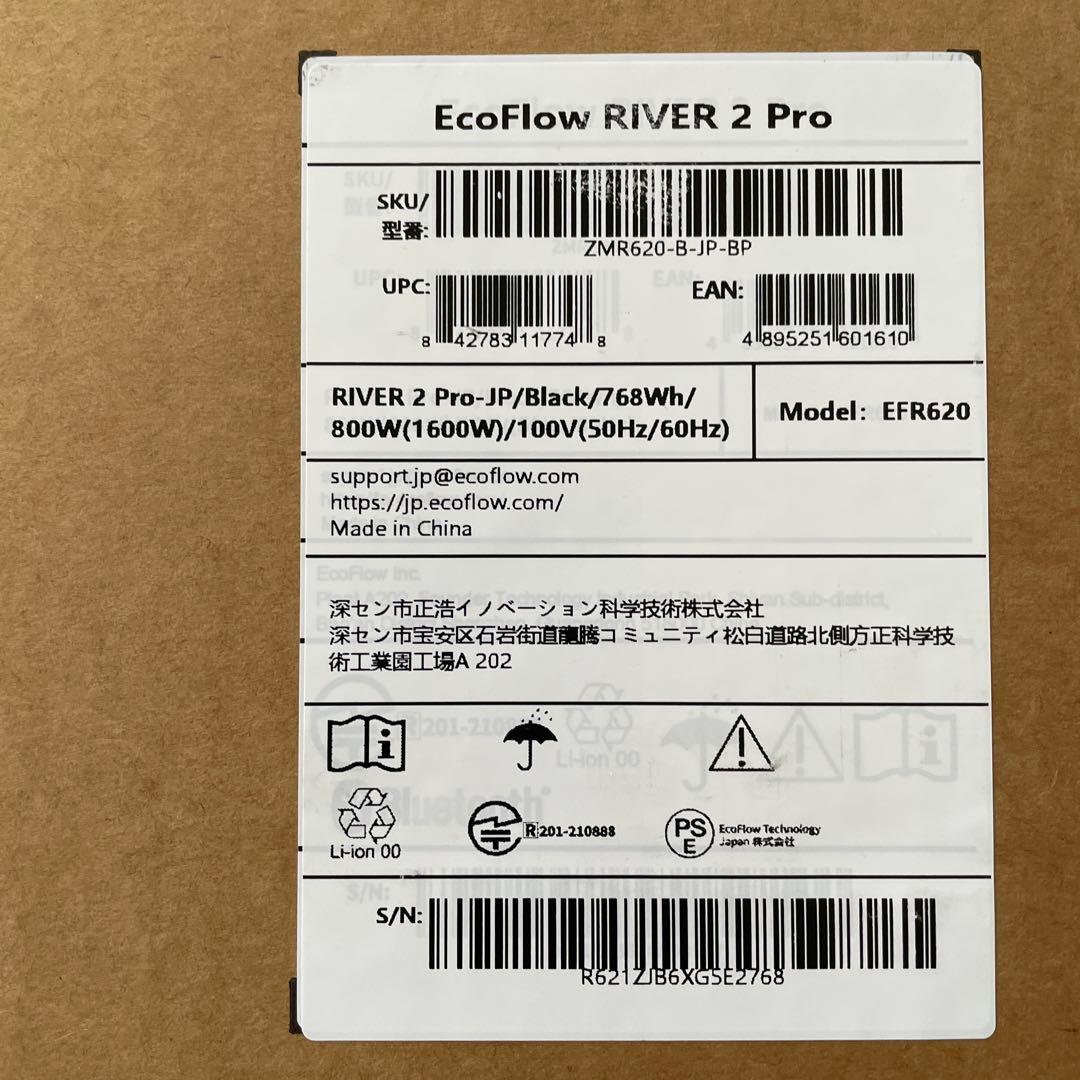 EcoFlow RIVER 2 Pro
SKU/
型番:
ZMR620-B-JP-BP
UPC:
8 42783 11774 8
EAN:
4 895251 601610
RIVER 2 Pro-JP/Black/768Wh/
800W(1600W)/100V(50Hz/60Hz)
Model: EFR620
support.jp@ecoflow.com
https://jp.ecoflow.com/
Made in China
深セン市正浩イノベーション科学技術株式会社
深セン市宝安区石岩街道龍騰コミュニティ松白道路北側方正科学技
術工業園工場A 202
Li-ion 00
R 201-210888
PS
E
EcoFlow Technology
Japan 株式会社
S/N:
R621ZJB6XG5E2768